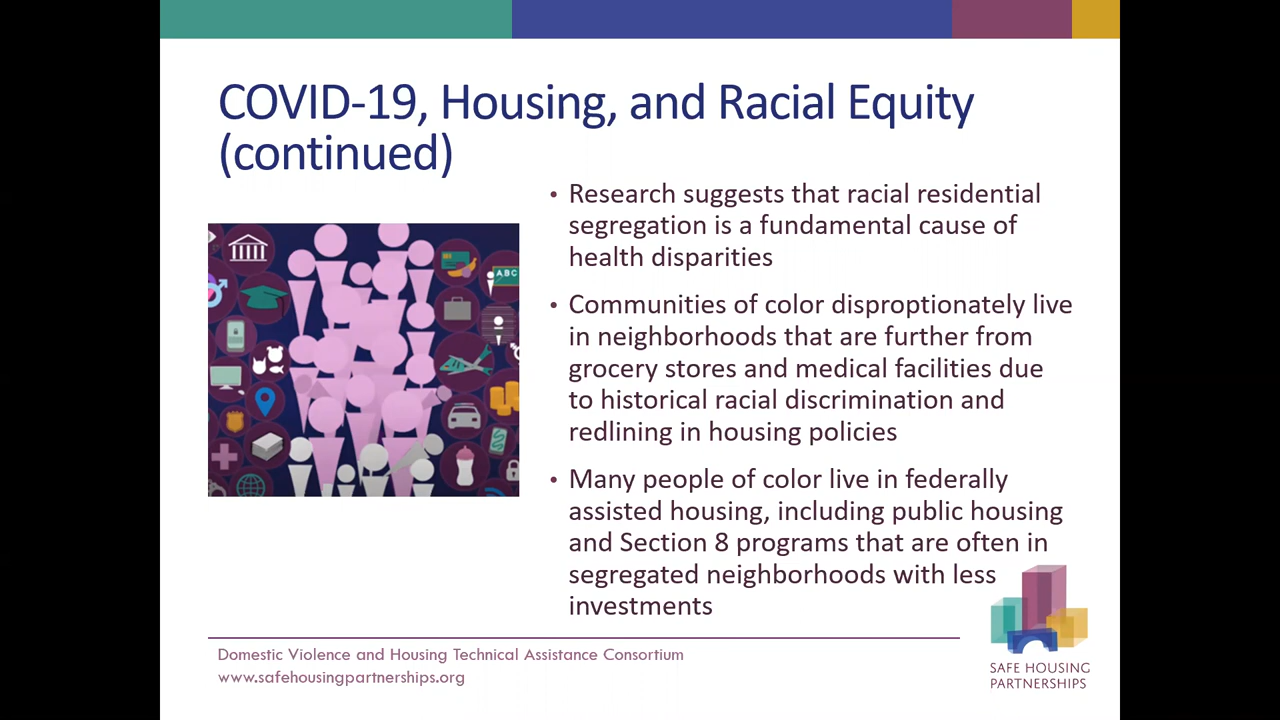 COVID-19, Housing, and Racial Equity
(continued)
• Research suggests that racial residential
segregation is a fundamental cause of
health disparities
• Communities of color disproptionately live
in neighborhoods that are further from
grocery stores and medical facilities due
to historical racial discrimination and
redlining in housing policies
• Many people of color live in federally
assisted housing, including public housing
and Section 8 programs that are often in
segregated neighborhoods with less
investments
ABC
Domestic Violence and Housing Technical Assistance Consortium
www.safehousingpartnerships.org
SAFE HOUSING
PARTNERSHIPS